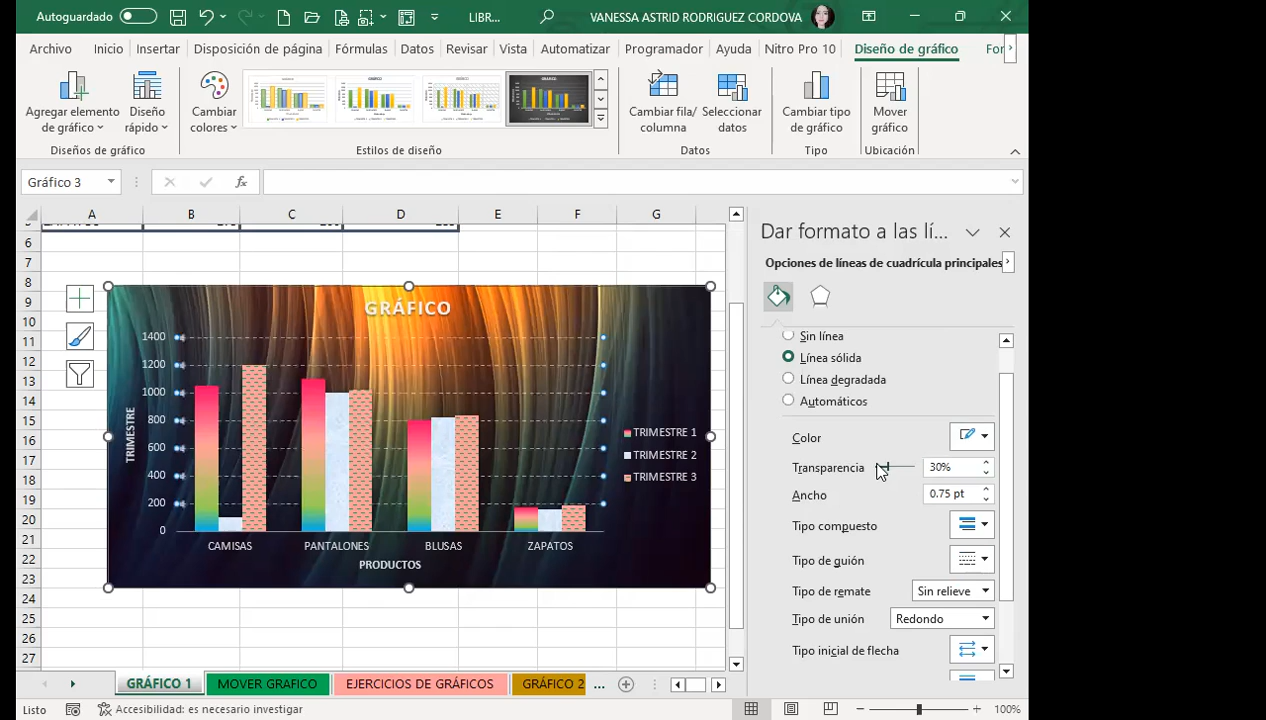 Autoguardado
LIBR...
VANESSA ASTRID RODRIGUEZ CORDOVA
Archivo Inicio Insertar Disposición de página Fórmulas Datos Revisar Vista Automatizar Programador Ayuda Nitro Pro 10 Diseño de gráfico For
Agregar elemento de gráfico
Diseño rápido
Cambiar colores
Cambiar fila/ columna
Seleccionar datos
Cambiar tipo de gráfico
Mover gráfico
Diseños de gráfico Estilos de diseño Datos Tipo Ubicación
Gráfico 3
fx
A B C D E F G
6
7
8
9
10
11
12
13
14
15
16
17
18
19
20
21
22
23
24
25
26
27
GRÁFICO
1400
1200
1000
800
600
400
200
0
TRIMESTRE
CAMISAS PANTALONES BLUSAS ZAPATOS
PRODUCTOS
TRIMESTRE 1
TRIMESTRE 2
TRIMESTRE 3
Dar formato a las lí...
Opciones de líneas de cuadrícula principales
Sin línea
Línea sólida
Línea degradada
Automáticos
Color
Transparencia 30%
Ancho 0.75 pt
Tipo compuesto
Tipo de guión
Tipo de remate Sin relieve
Tipo de unión Redondo
Tipo inicial de flecha
GRÁFICO 1 MOVER GRAFICO EJERCICIOS DE GRÁFICOS GRÁFICO 2 ...
Listo Accesibilidad: es necesario investigar 100%